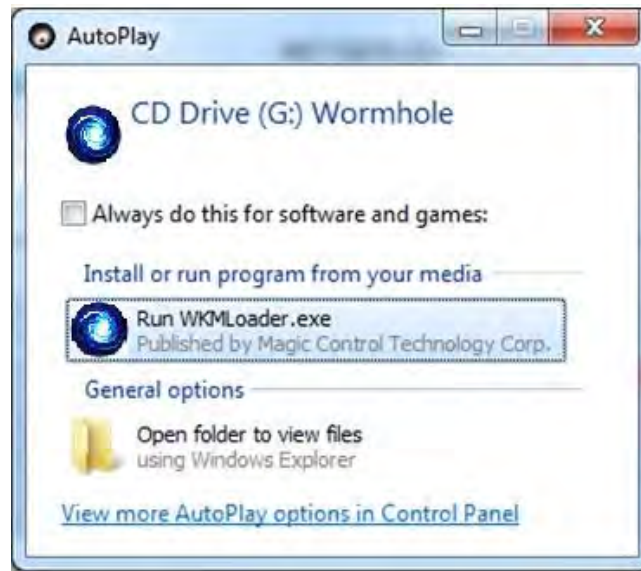 AutoPlay
CD Drive (G:) Wormhole
Always do this for software and games:
Install or run program from your media
Run WKMLoader.exe
Published by Magic Control Technology Corp.
General options
Open folder to view files
using Windows Explorer
View more AutoPlay options in Control Panel